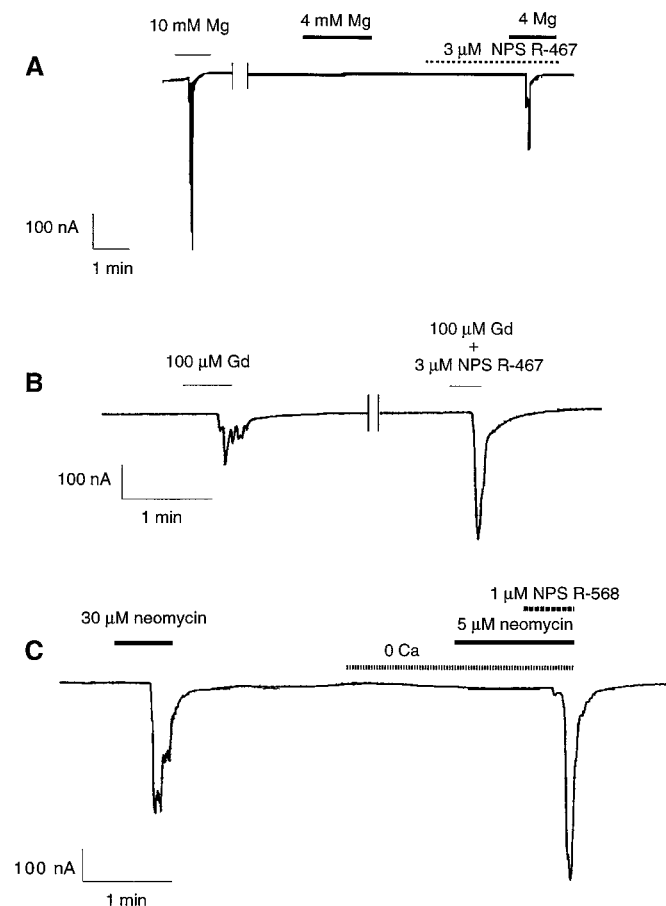 10 mM Mg
4 mM Mg
4 Mg
3 µM NPS R-467
A
100 nA
1 min
100 µM Gd
+
3 µM NPS R-467
100 µM Gd
B
100 nA
1 min
1 µM NPS R-568
30 µM neomycin
5 µM neomycin
0 Ca
C
100 nA
1 min